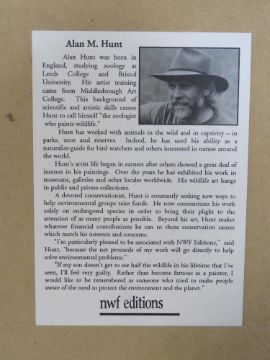 Alan M. Hunt
Alan Hunt was born in
England, studying zoology at
Leeds College and Bristol
University. His artist training
came from Middlesbrough Art
College. This background of
scientific and artistic skills causes
Hunt to call himself "the zoologist
who paints wildlife."
Hunt has worked with animals in the wild and in captivity—in
parks, zoos and reserves. Indeed, he has used his ability as a
naturalist-guide for bird watchers and others interested in nature around
the world.
Hunt's artist life began in earnest after others showed a great deal of
interest in his paintings. Over the years he has exhibited his work in
museums, galleries and other locales worldwide. His wildlife art hangs
in public and private collections.
A devoted conservationist, Hunt is constantly seeking new ways to
help environmental groups raise funds. He now concentrates his work
solely on endangered species in order to bring their plight to the
attention of as many people as possible. Beyond his art, Hunt makes
whatever financial contributions he can to those conservation causes
which match his interests and concerns.
"I'm particularly pleased to be associated with NWF Editions," said
Hunt, "because the net proceeds of my work will go directly to help
solve environmental problems."
"If my son doesn't get to see half the wildlife in his lifetime that I've
seen, I'll feel very guilty. Rather than become famous as a painter, I
would like to be remembered as someone who tried to make people
aware of the need to protect the environment and the planet."
nwf editions